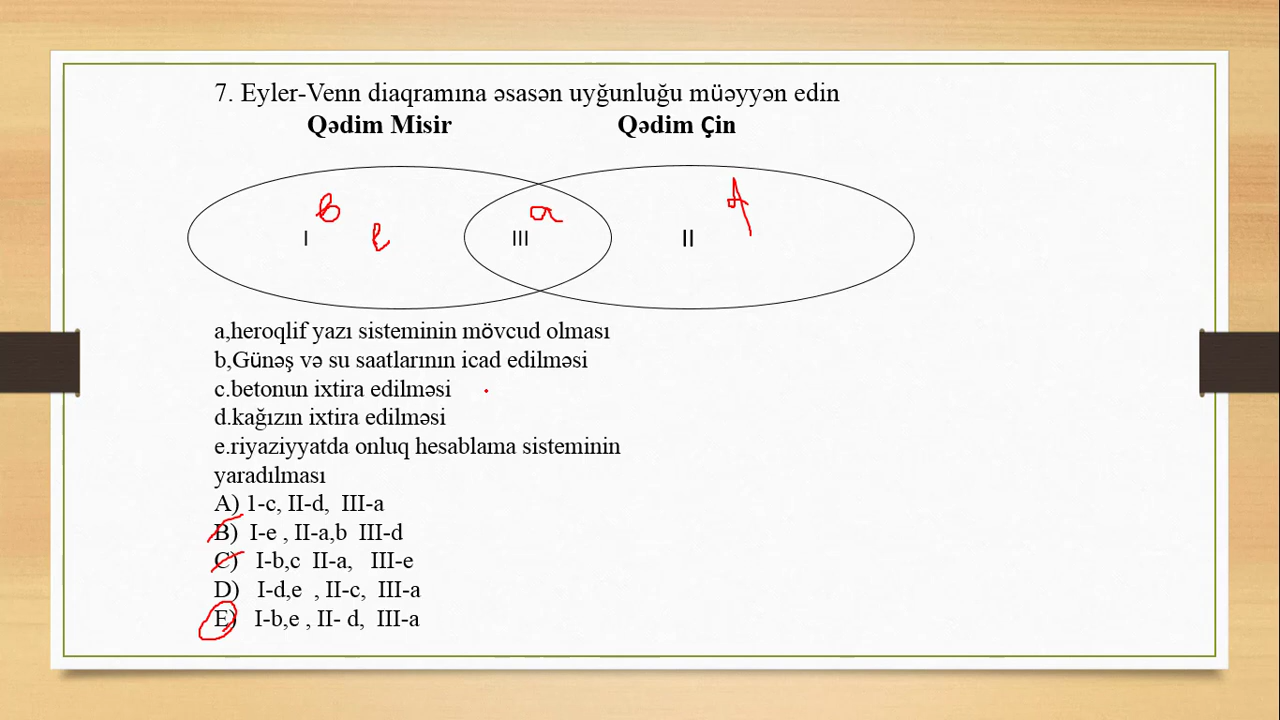 7. Eyler-Venn diaqramına əsasən uyğunluğu müəyyən edin
Qədim Misir Qədim Çin
b a d
I e III II
a,heroqlif yazı sisteminin mövcud olması
b,Günəş və su saatlarının icad edilməsi
c.betonun ixtira edilməsi
d.kağızın ixtira edilməsi
e.riyaziyyatda onluq hesablama sisteminin
yaradılması
A) 1-c, II-d, III-a
B) I-e , II-a,b III-d
C) I-b,c II-a, III-e
D) I-d,e , II-c, III-a
E) I-b,e , II- d, III-a